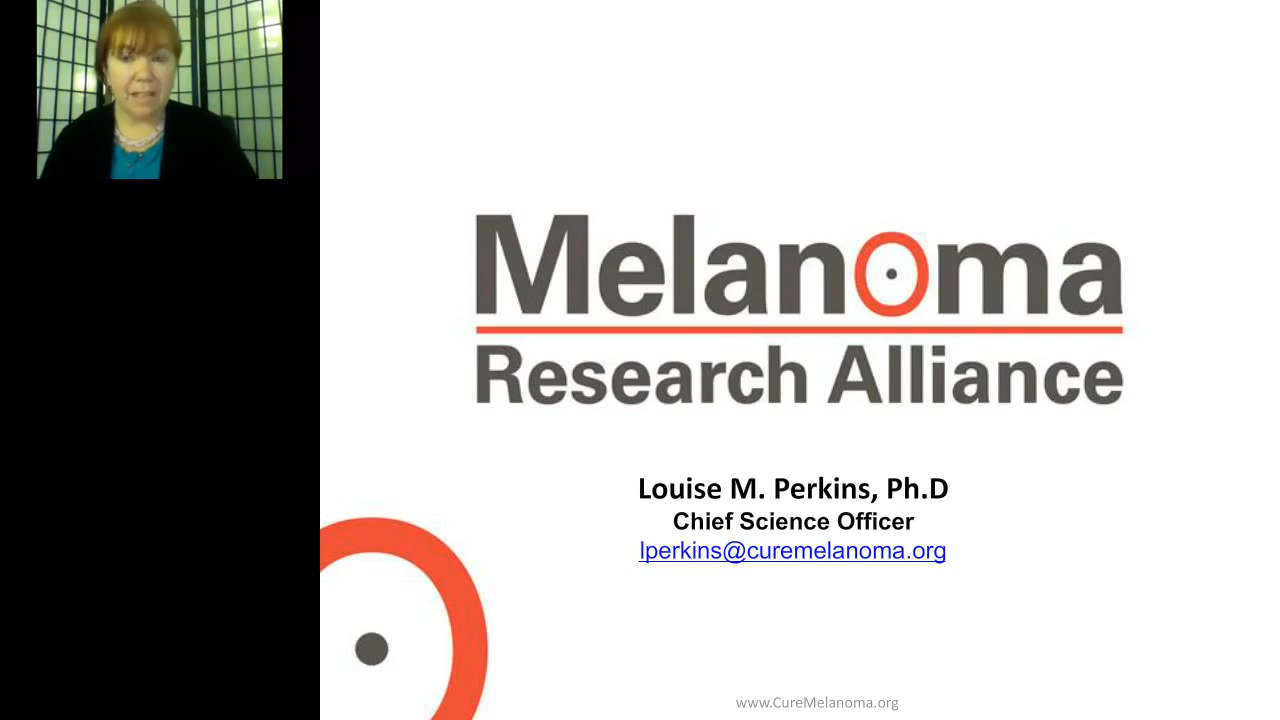 Melanoma
Research Alliance
Louise M. Perkins, Ph.D
Chief Science Officer
lperkins@curemelanoma.org
www.CureMelanoma.org